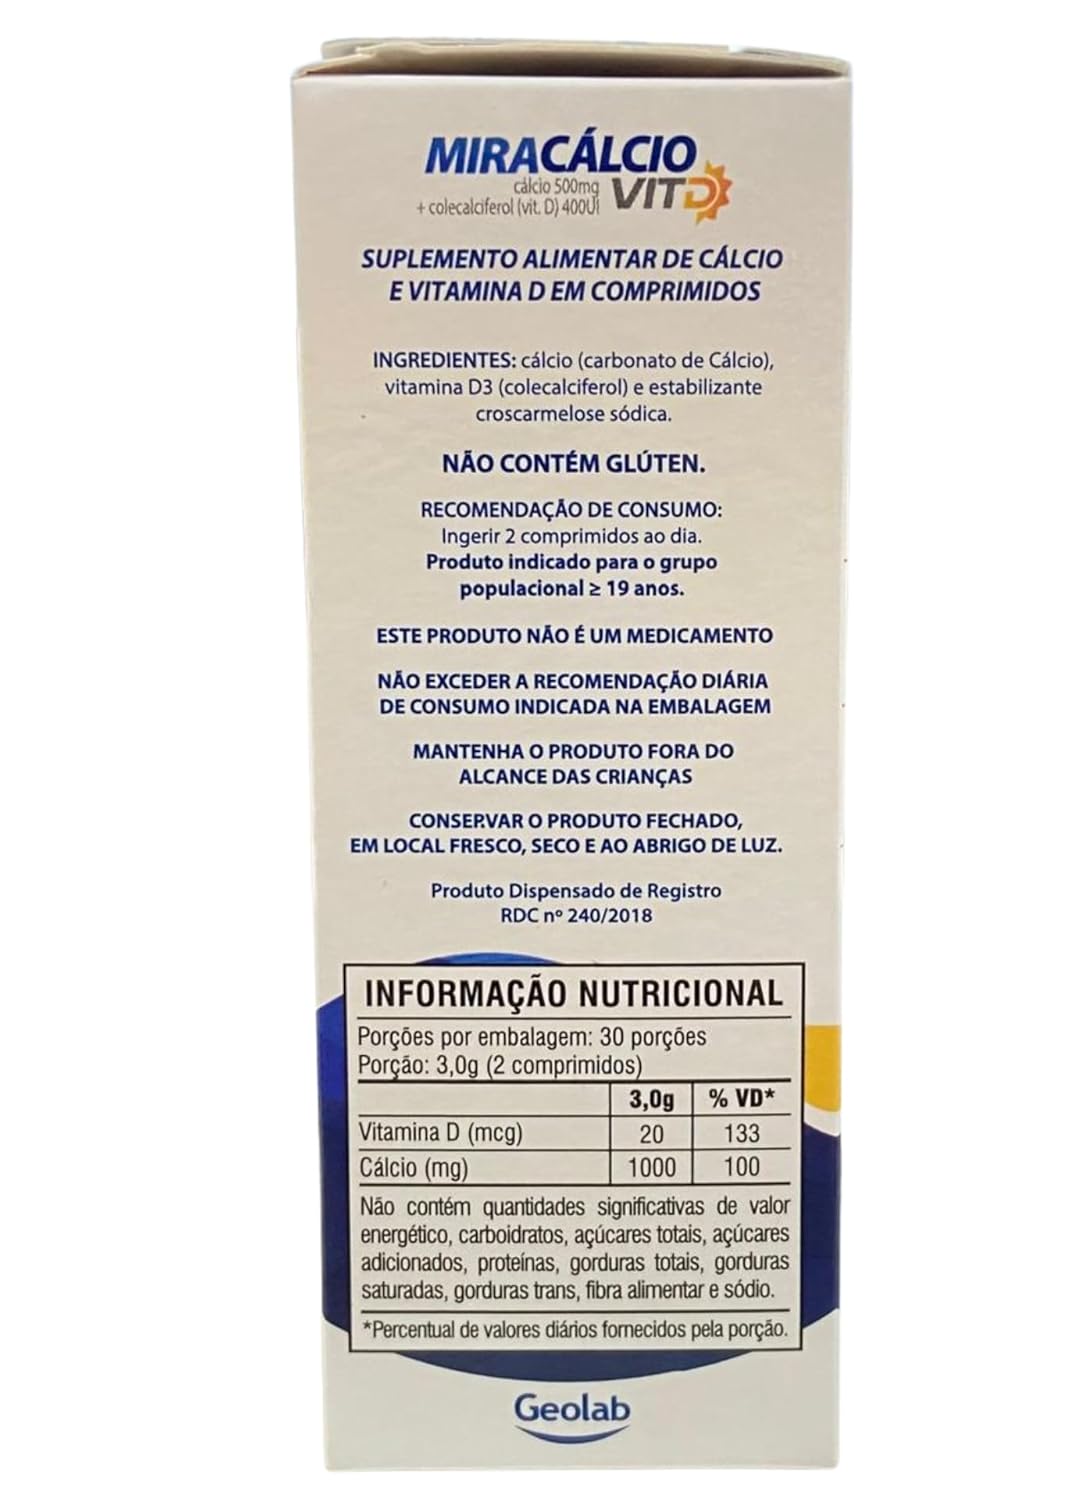 MIRACÁLCIO
cálcio 500mg
+ colecalciferol (vit. D) 400UI
VITD
SUPLEMENTO ALIMENTAR DE CÁLCIO
E VITAMINA D EM COMPRIMIDOS
INGREDIENTES: cálcio (carbonato de Cálcio),
vitamina D3 (colecalciferol) e estabilizante
croscarmelose sódica.
NÃO CONTÉM GLÚTEN.
RECOMENDAÇÃO DE CONSUMO:
Ingerir 2 comprimidos ao dia.
Produto indicado para o grupo
populacional ≥ 19 anos.
ESTE PRODUTO NÃO É UM MEDICAMENTO
NÃO EXCEDER A RECOMENDAÇÃO DIÁRIA
DE CONSUMO INDICADA NA EMBALAGEM
MANTENHA O PRODUTO FORA DO
ALCANCE DAS CRIANÇAS
CONSERVAR O PRODUTO FECHADO,
EM LOCAL FRESCO, SECO E AO ABRIGO DE LUZ.
Produto Dispensado de Registro
RDC nº 240/2018
INFORMAÇÃO NUTRICIONAL
Porções por embalagem: 30 porções
Porção: 3,0g (2 comprimidos)
3,0g % VD*
Vitamina D (mcg) 20 133
Cálcio (mg) 1000 100
Não contém quantidades significativas de valor
energético, carboidratos, açúcares totais, açúcares
adicionados, proteínas, gorduras totais, gorduras
saturadas, gorduras trans, fibra alimentar e sódio.
*Percentual de valores diários fornecidos pela porção.
Geolab